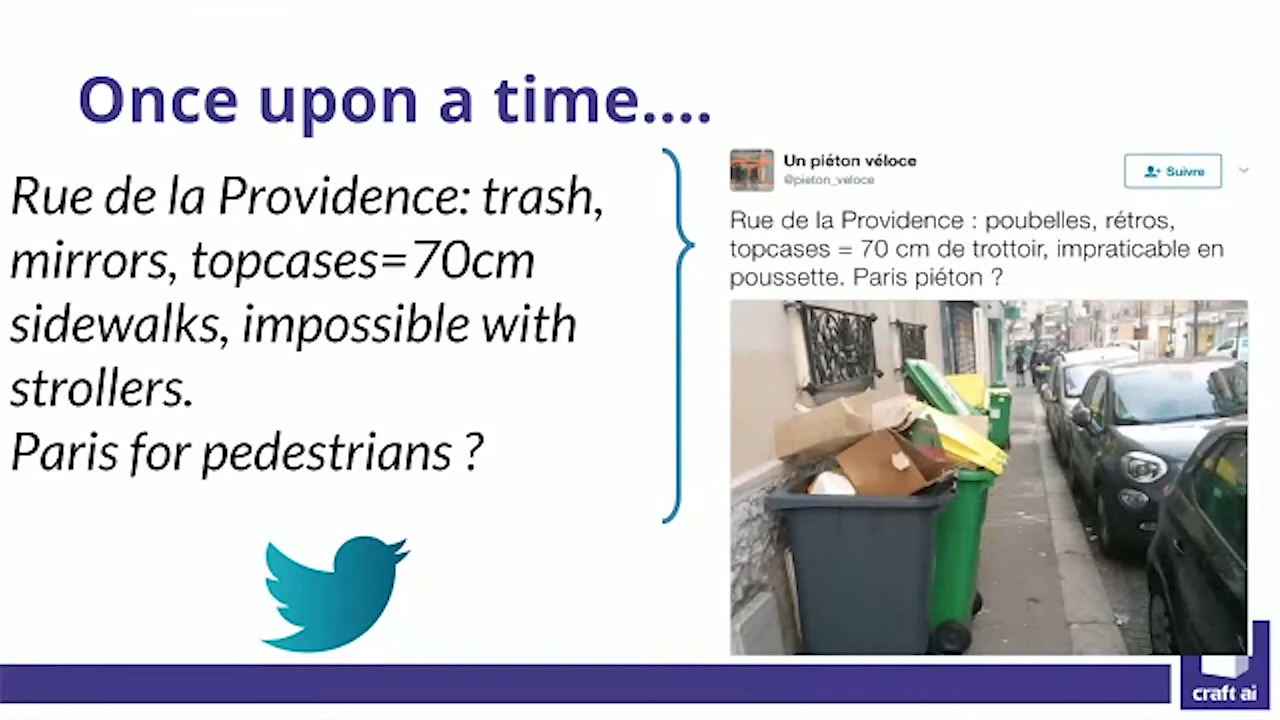 Once upon a time....
Rue de la Providence: trash,
mirrors, topcases=70cm
sidewalks, impossible with
strollers.
Paris for pedestrians ?
Un piéton véloce
@pieton_veloce
Suivre
Rue de la Providence : poubelles, rétros,
topcases = 70 cm de trottoir, impraticable en
poussette. Paris piéton ?
craft ai